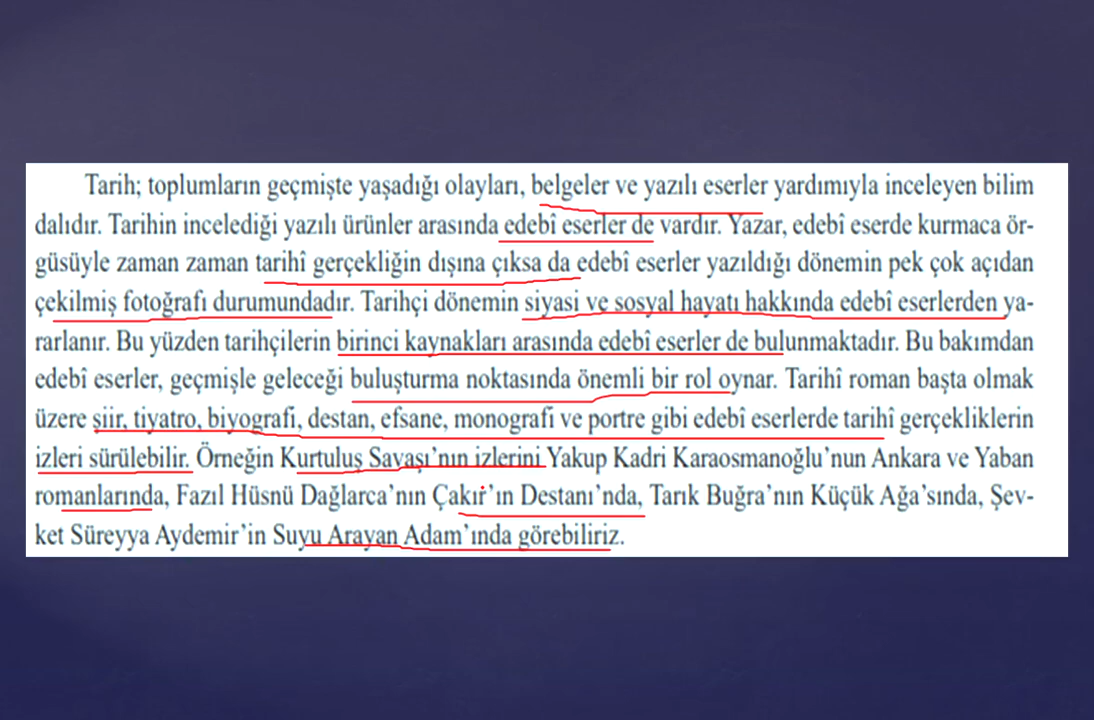 Tarih; toplumların geçmişte yaşadığı olayları, belgeler ve yazılı eserler yardımıyla inceleyen bilim
dalıdır. Tarihin incelediği yazılı ürünler arasında edebî eserler de vardır. Yazar, edebî eserde kurmaca ör-
güsüyle zaman zaman tarihî gerçekliğin dışına çıksa da edebî eserler yazıldığı dönemin pek çok açıdan
çekilmiş fotoğrafı durumundadır. Tarihçi dönemin siyasi ve sosyal hayatı hakkında edebî eserlerden ya-
rarlanır. Bu yüzden tarihçilerin birinci kaynakları arasında edebî eserler de bulunmaktadır. Bu bakımdan
edebî eserler, geçmişle geleceği buluşturma noktasında önemli bir rol oynar. Tarihî roman başta olmak
üzere şiir, tiyatro, biyografi, destan, efsane, monografi ve portre gibi edebî eserlerde tarihî gerçekliklerin
izleri sürülebilir. Örneğin Kurtuluş Savaşı’nın izlerini Yakup Kadri Karaosmanoğlu’nun Ankara ve Yaban
romanlarında, Fazıl Hüsnü Dağlarca’nın Çakır’ın Destanı’nda, Tarık Buğra’nın Küçük Ağa’sında, Şev-
ket Süreyya Aydemir’in Suyu Arayan Adam’ında görebiliriz.